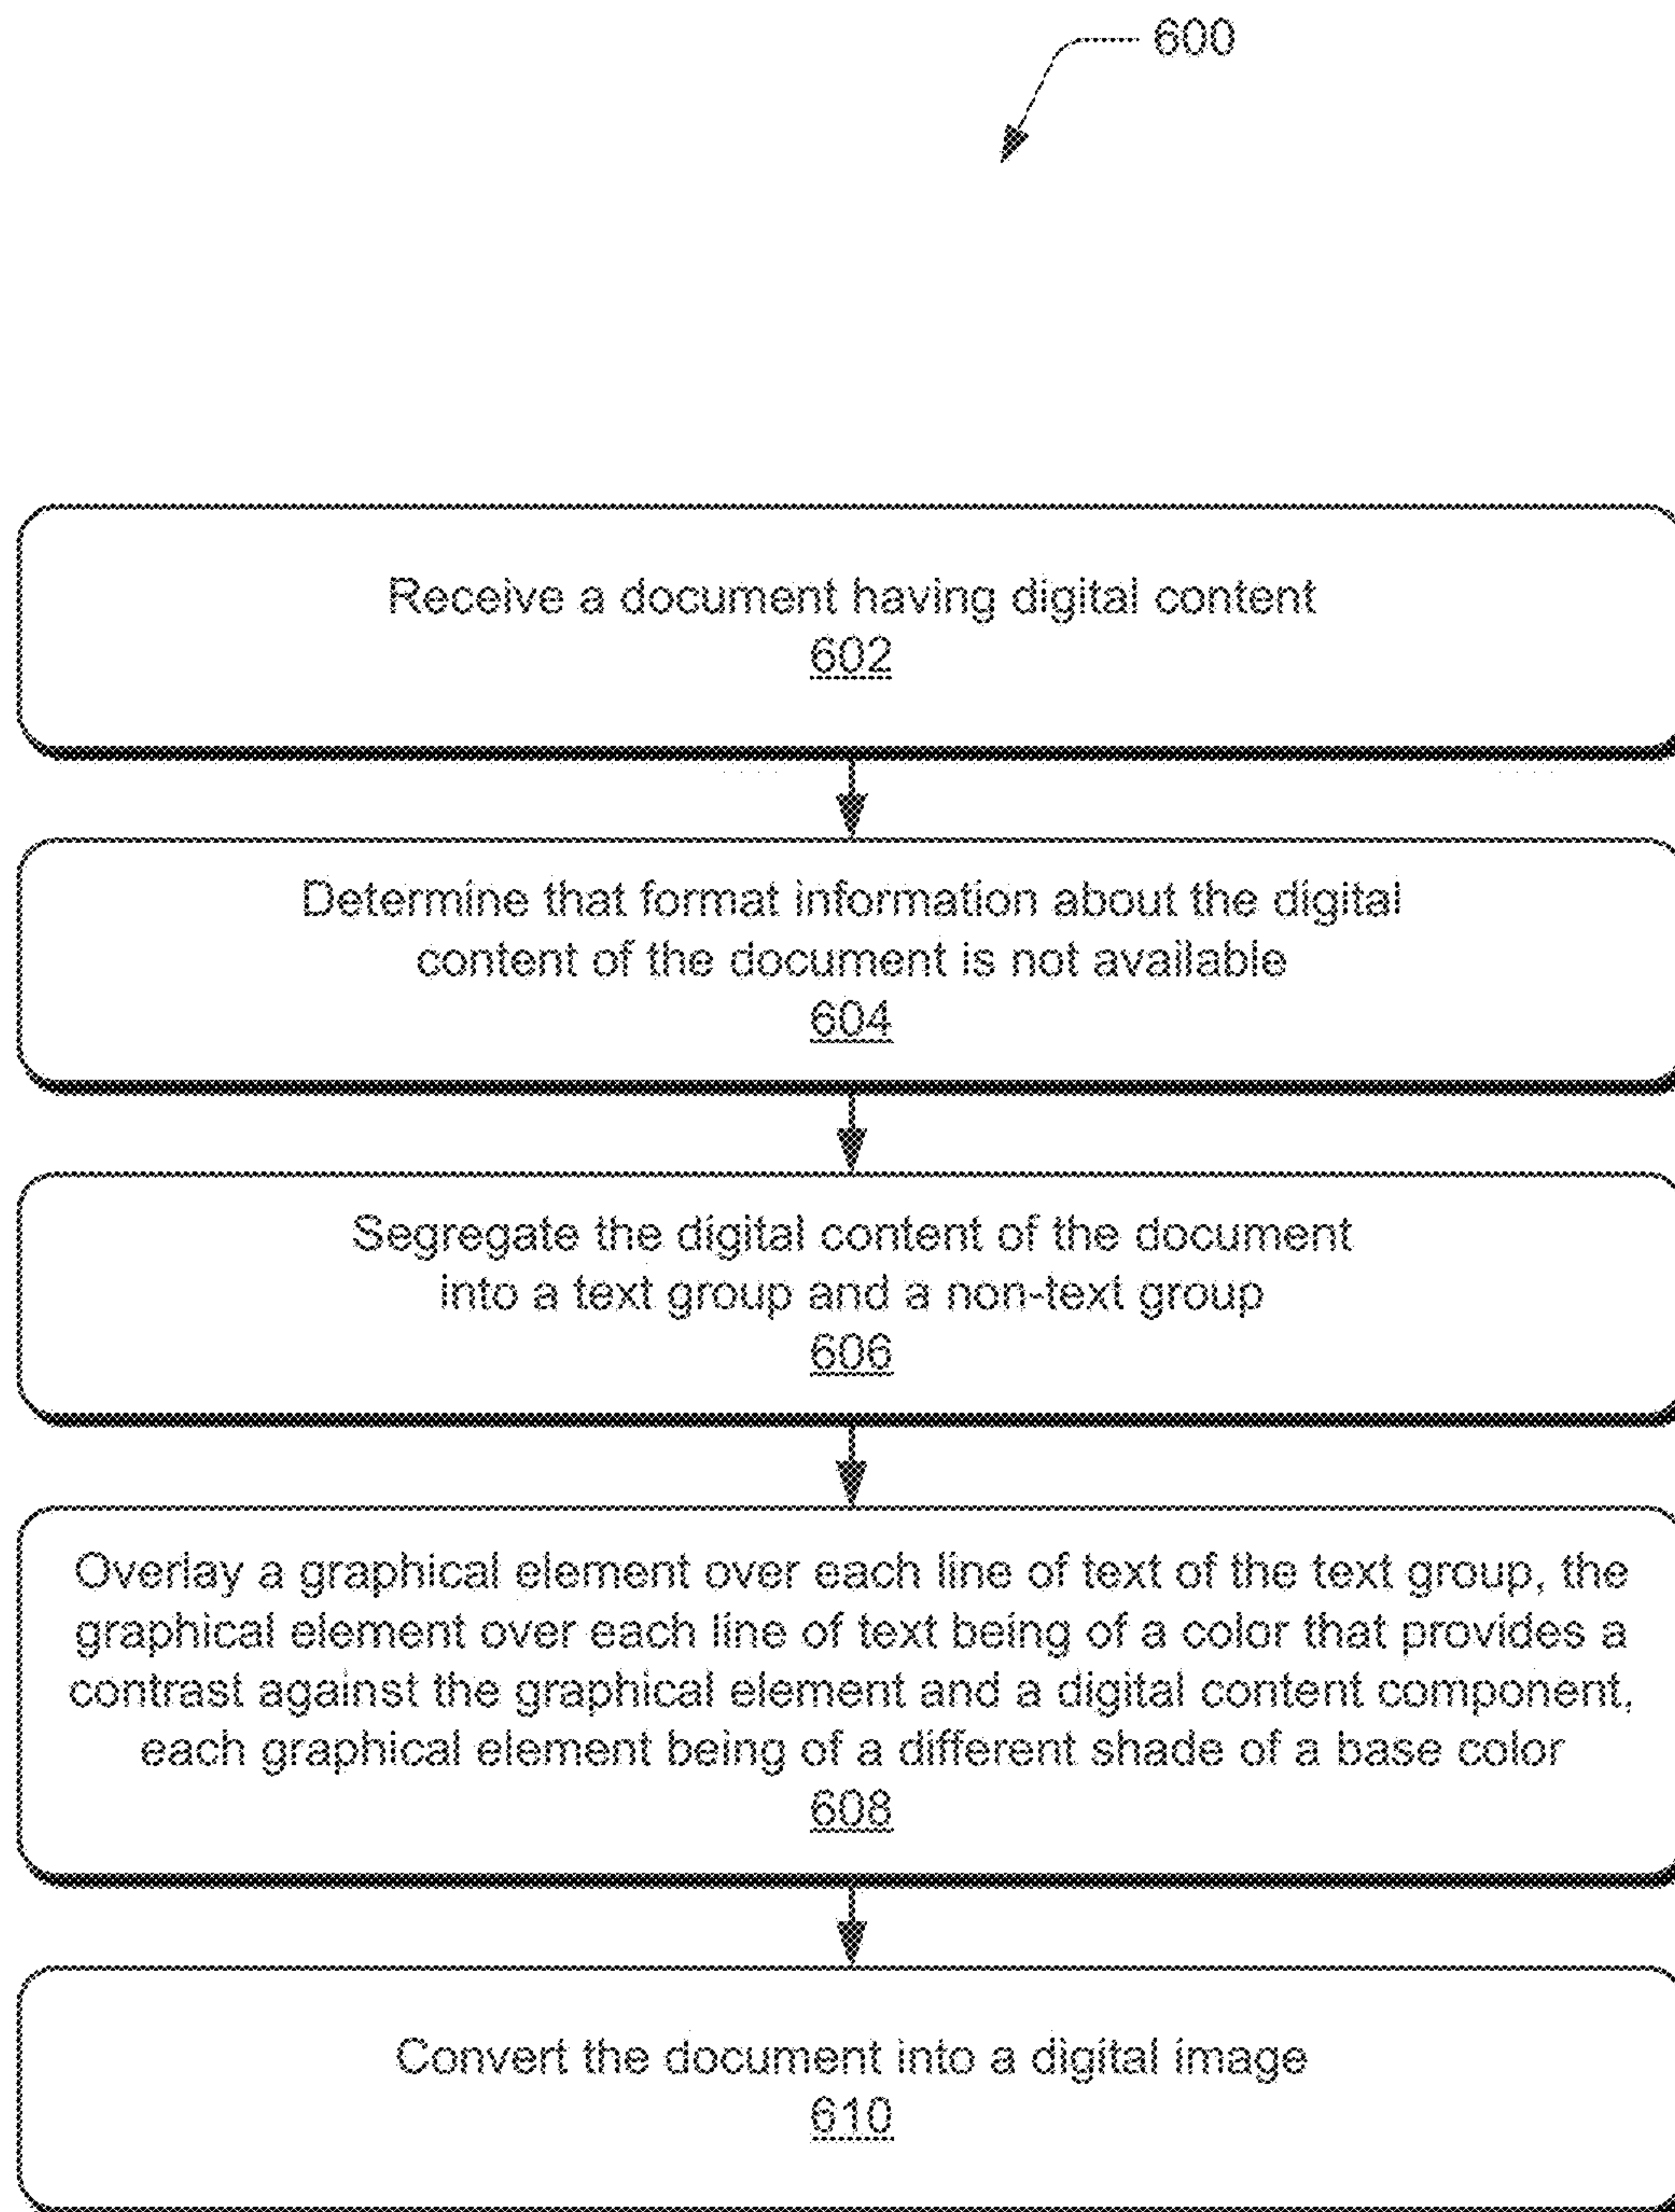 600
Receive a document having digital content
602
Determine that format information about the digital
content of the document is not available
604
Segregate the digital content of the document
into a text group and a non-text group
606
Overlay a graphical element over each line of text of the text group, the
graphical element over each line of text being of a color that provides a
contrast against the graphical element and a digital content component,
each graphical element being of a different shade of a base color
608
Convert the document into a digital image
610